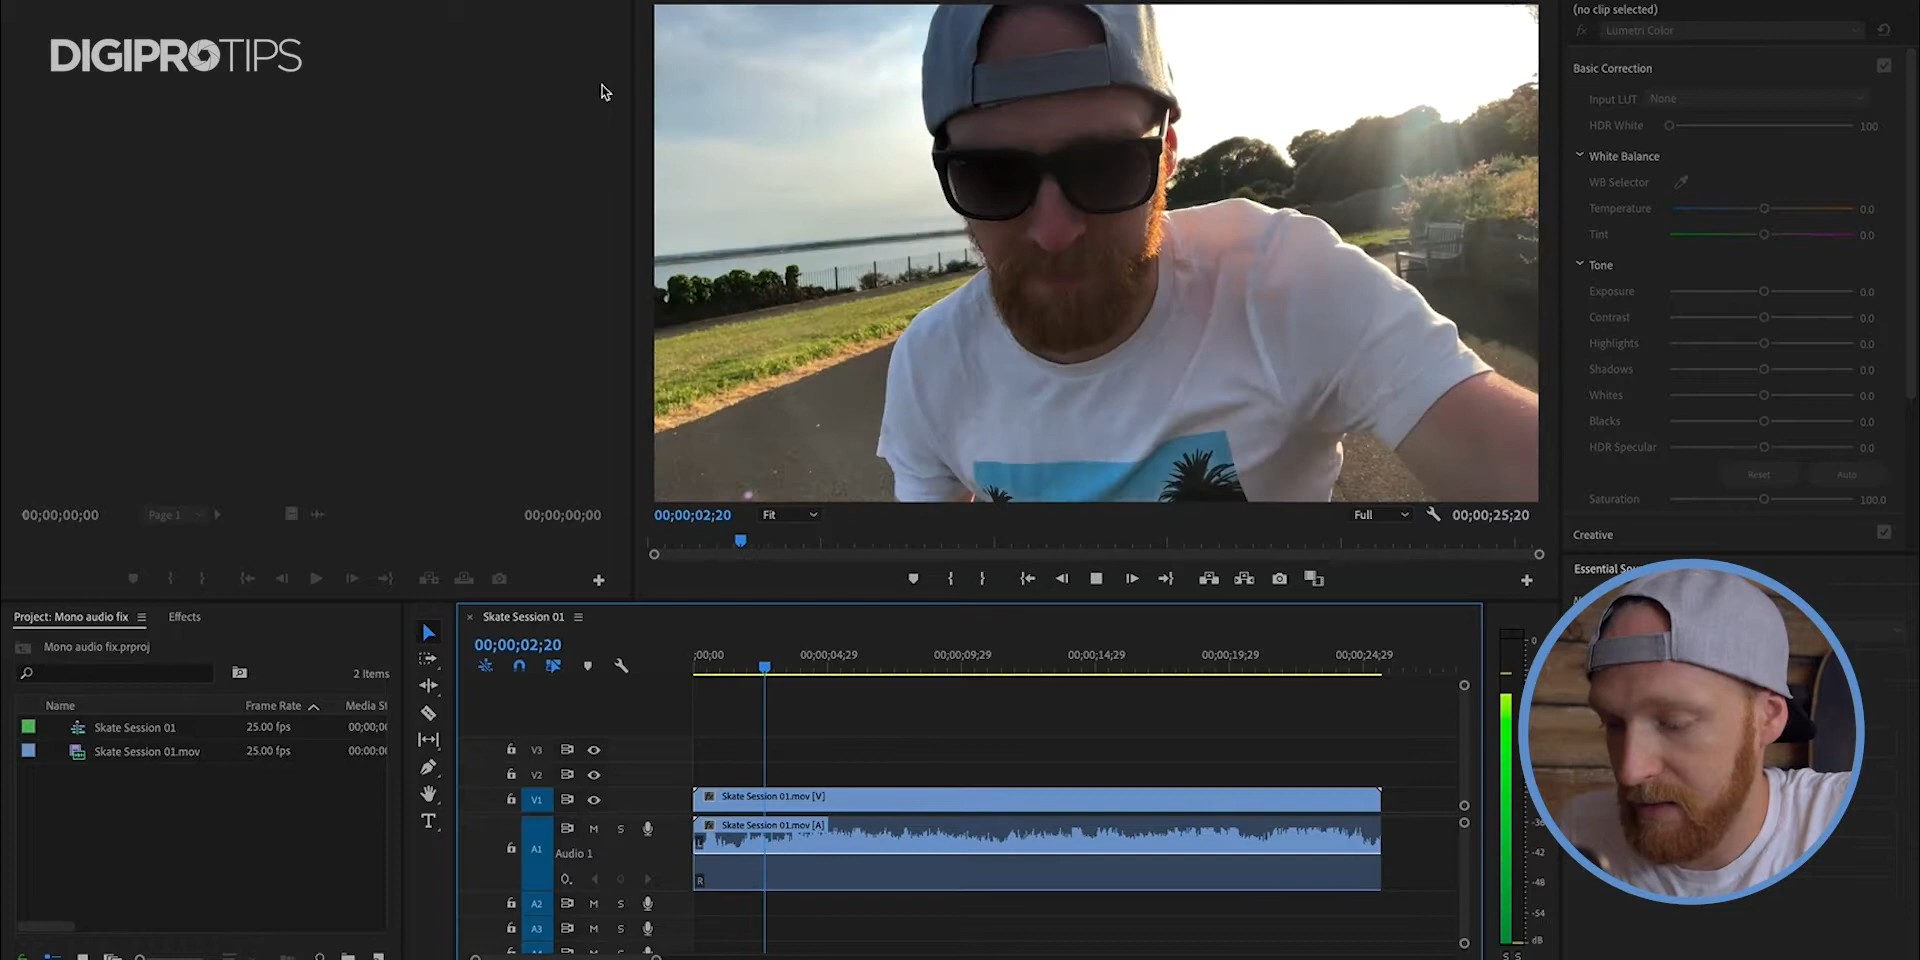 DIGIPROTIPS
(no clip selected)
fx Lumetri Color
Basic Correction
Input LUT None
HDR White 100
White Balance
WB Selector
Temperature 0.0
Tint 0.0
Tone
Exposure 0.0
Contrast 0.0
Highlights 0.0
Shadows 0.0
Whites 0.0
Blacks 0.0
HDR Specular 0.0
Reset Auto
Saturation 100.0
Creative
00;00;00;00 Page 1 00;00;00;00
00;00;02;20 Fit Full 00;00;25;20
Project: Mono audio fix Effects
Mono audio fix.prproj
2 Items
Name Frame Rate Media St
Skate Session 01 25.00 fps 00;00;0
Skate Session 01.mov 25.00 fps 00:00:0
T
× Skate Session 01
00;00;02;20
;00;00 00;00;04;29 00;00;09;29 00;00;14;29 00;00;19;29 00;00;24;29
V3
V2
V1 Skate Session 01.mov [V]
M S Skate Session 01.mov [A]
L
A1
Audio 1
R
A2 M S
A3 M S
Essential Sou
0
-42
-48
-54
dB
S S